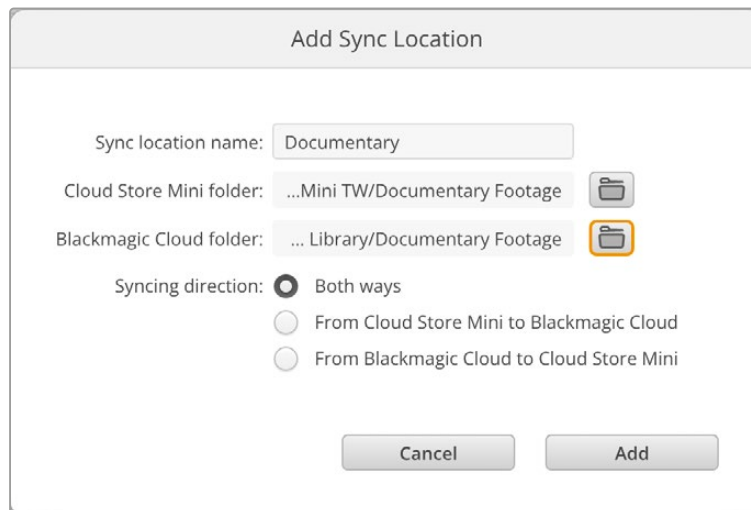 Add Sync Location
Sync location name: Documentary
Cloud Store Mini folder: ...Mini TW/Documentary Footage
Blackmagic Cloud folder: ... Library/Documentary Footage
Syncing direction: Both ways
From Cloud Store Mini to Blackmagic Cloud
From Blackmagic Cloud to Cloud Store Mini
Cancel Add